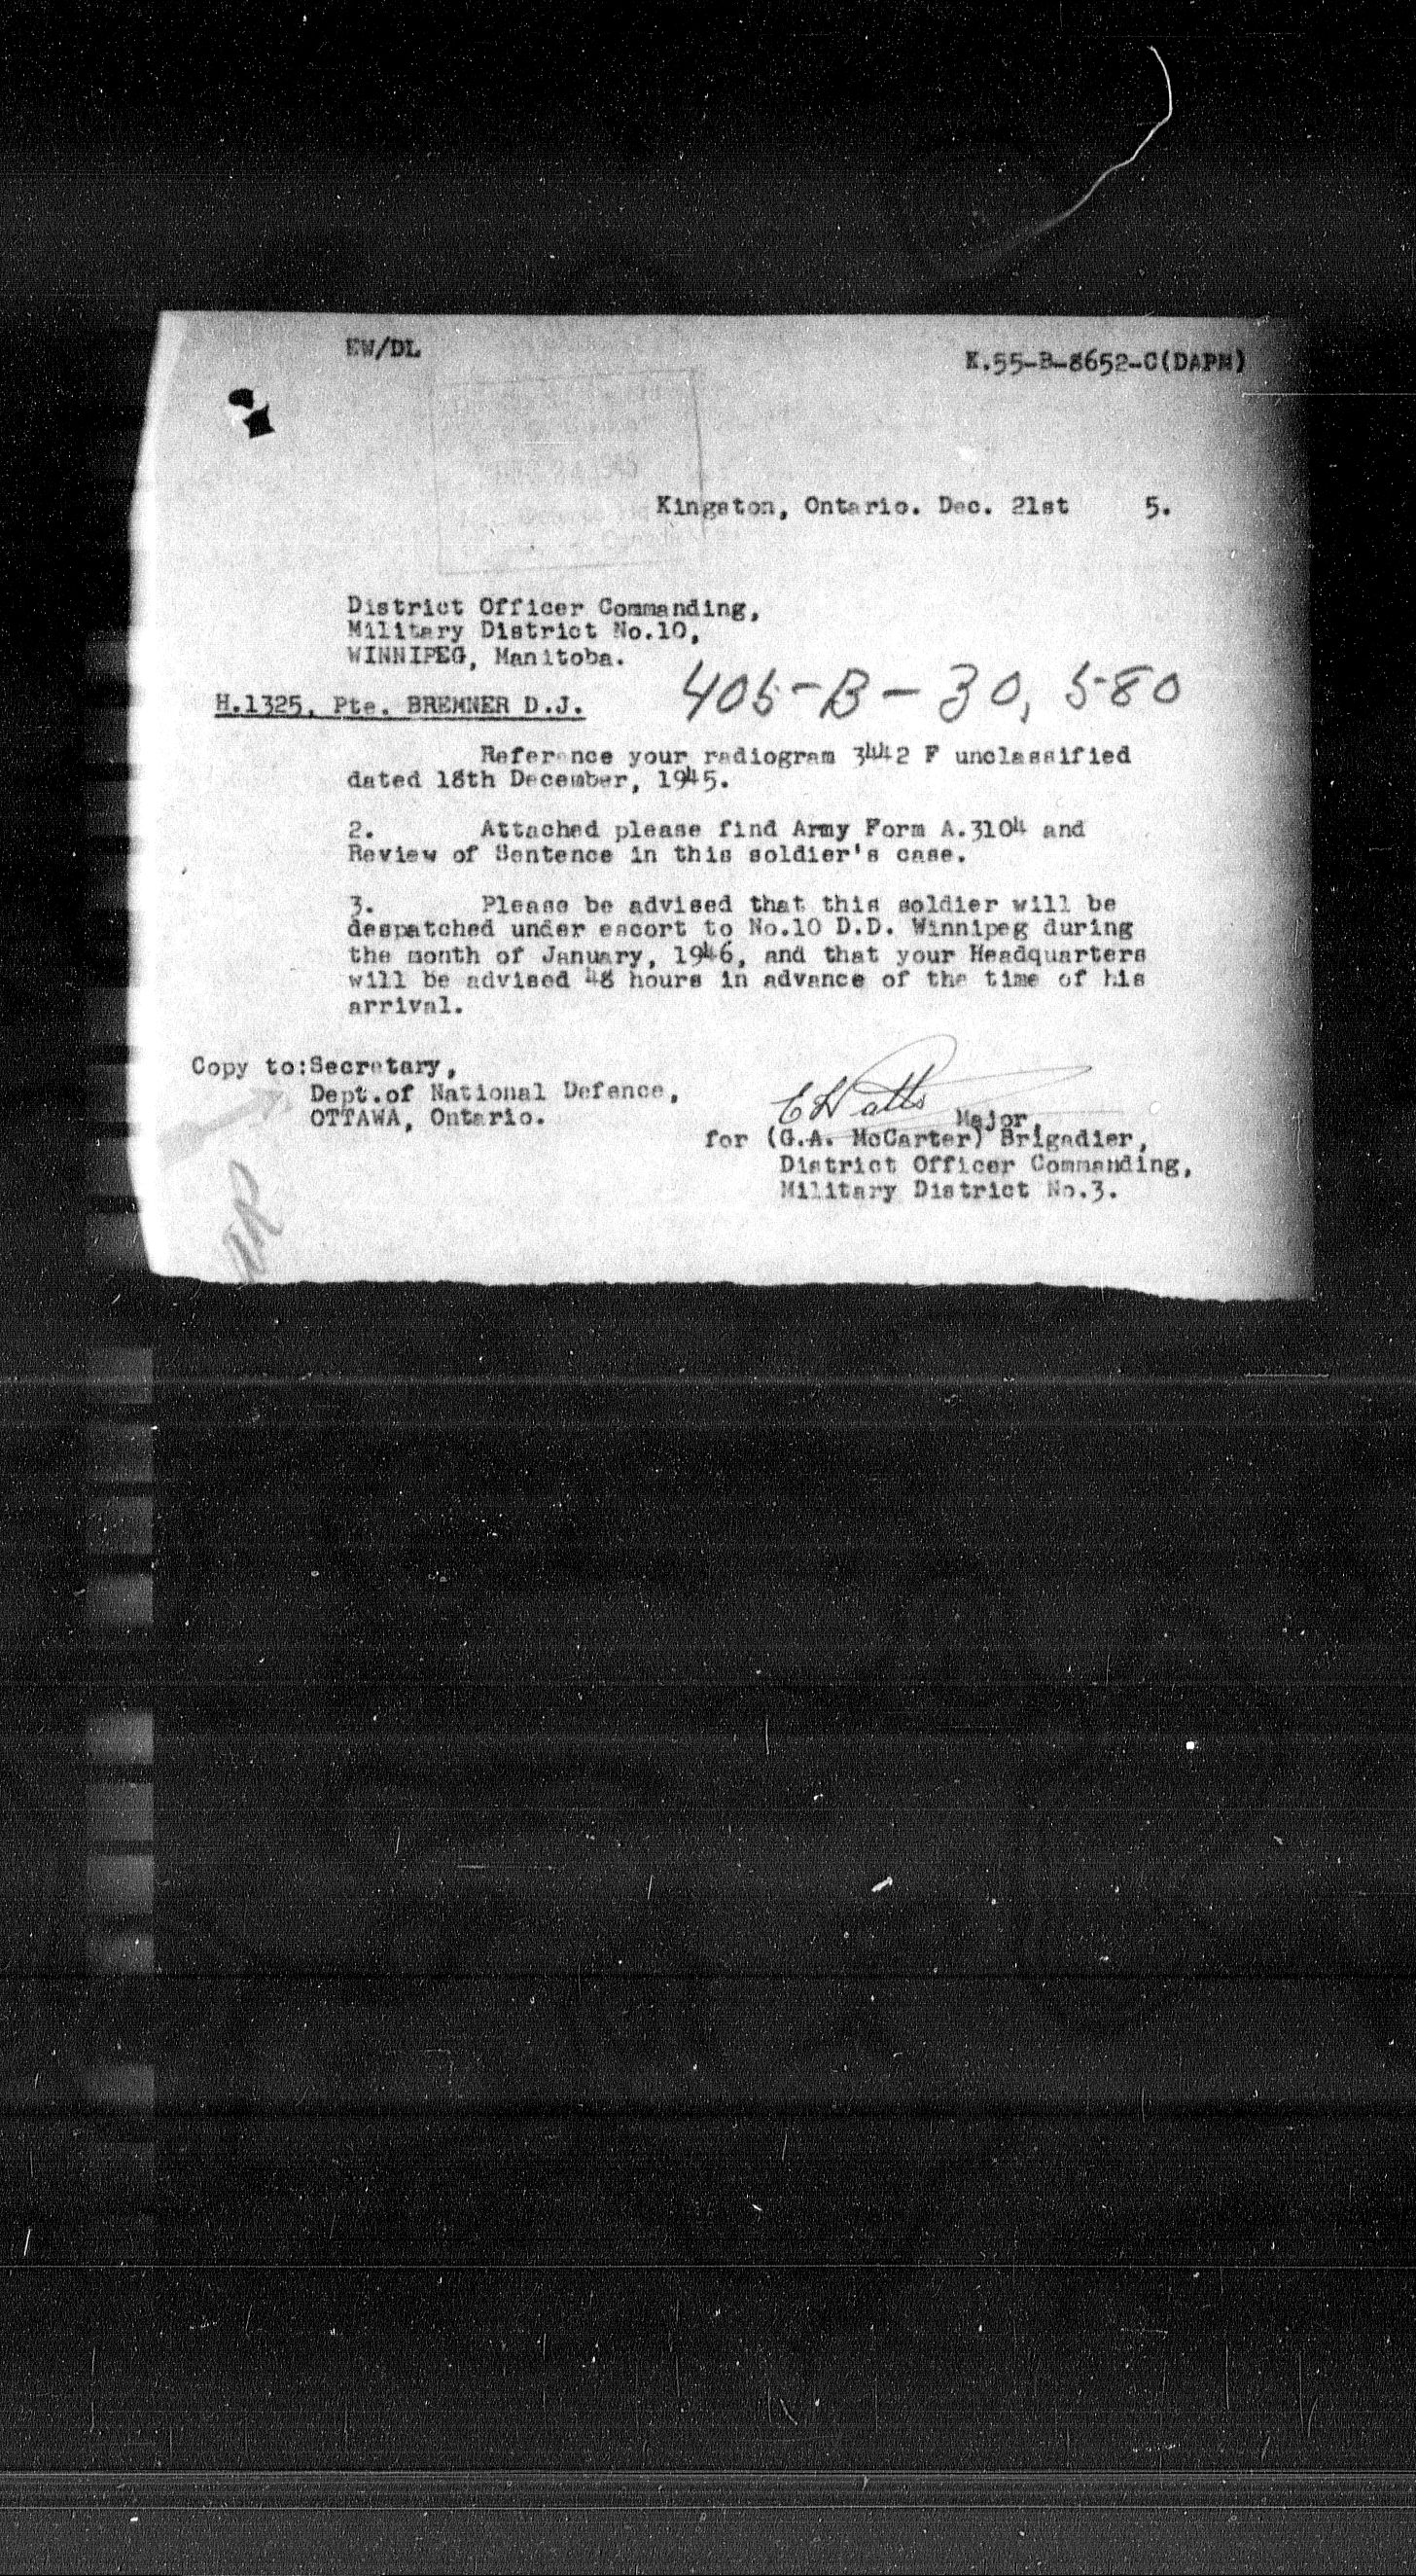 EW/DL
K.55-B-8652-C(DAPM)
24 1945
Kingston, Ontario. Dec. 21st 5.
District Officer Commanding,
Military District No.10,
WINNIPEG, Manitoba.
405-B-30,580
H.1325, Pte. BREMNER D.J.
Reference your radiogram 3442 F unclassified
dated 18th December, 1945.
2. Attached please find Army Form A.3104 and
Review of Sentence in this soldier's case.
3. Please be advised that this soldier will be
despatched under escort to No.10 D.D. Winnipeg during
the month of January, 1946, and that your Headquarters
will be advised 48 hours in advance of the time of his
arrival.
Copy to:Secretary,
Dept.of National Defence,
OTTAWA, Ontario.
EWatts
Major,
for (G.A. McCarter) Brigadier,
District Officer Commanding,
Military District No.3.